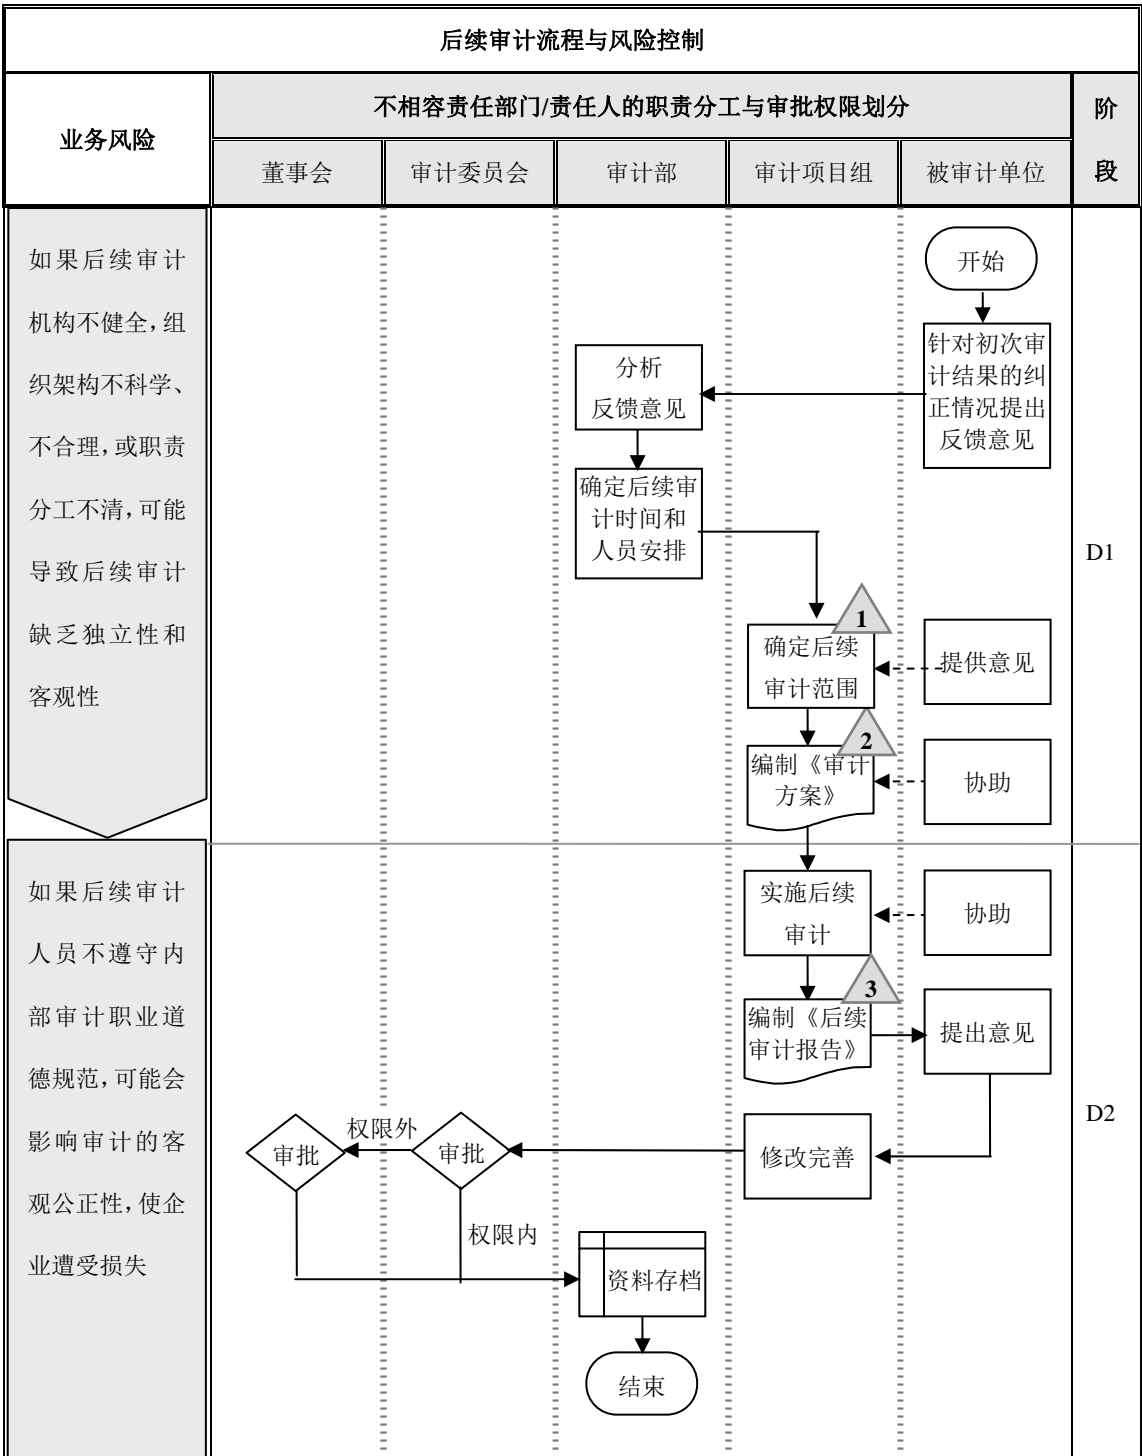 后续审计流程与风险控制
业务风险
不相容责任部门/责任人的职责分工与审批权限划分
阶
段
董事会
审计委员会
审计部
审计项目组
被审计单位
如果后续审计
机构不健全,组
织架构不科学、
不合理,或职责
分工不清,可能
导致后续审计
缺乏独立性和
客观性
开始
针对初次审
计结果的纠
正情况提出
反馈意见
分析
反馈意见
确定后续审
计时间和
人员安排
1
确定后续
审计范围
提供意见
2
编制《审计
方案》
协助
D1
如果后续审计
人员不遵守内
部审计职业道
德规范,可能会
影响审计的客
观公正性,使企
业遭受损失
实施后续
审计
协助
3
编制《后续
审计报告》
提出意见
修改完善
审批
权限外
审批
权限内
资料存档
结束
D2